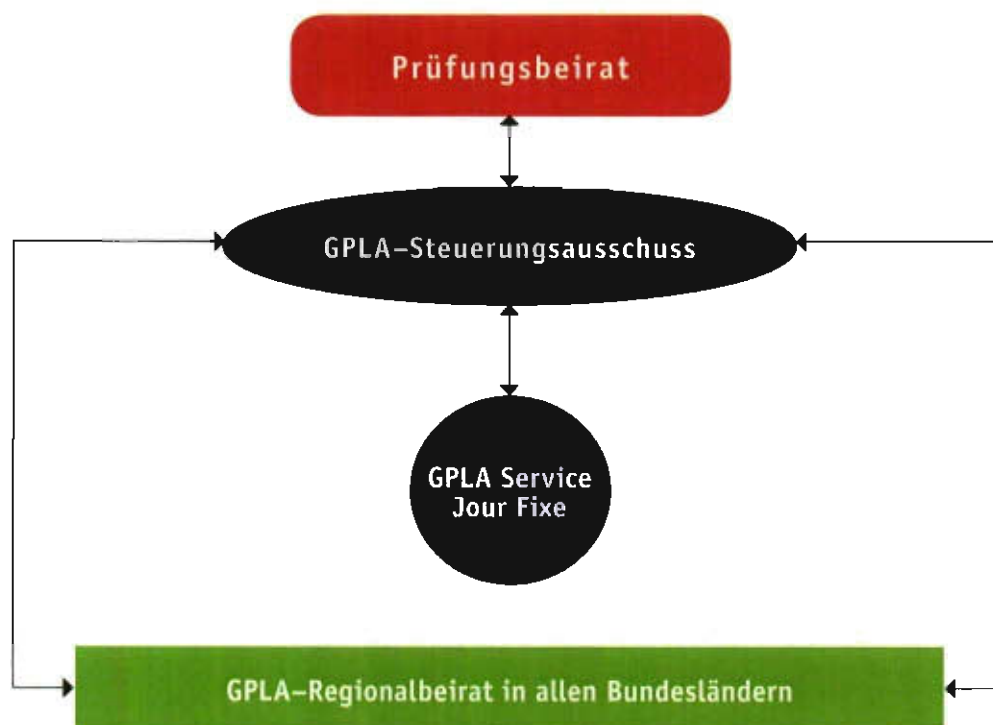 Prüfungsbeirat
GPLA–Steuerungsausschuss
GPLA Service
Jour Fixe
GPLA–Regionalbeirat in allen Bundesländern